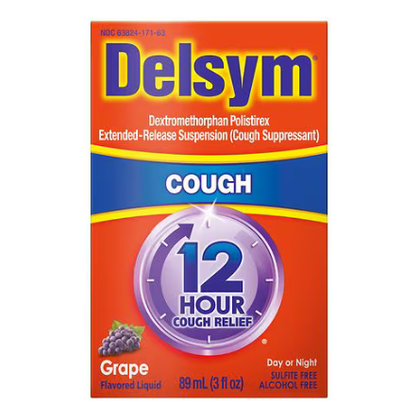 NDC 63824-171-63
Delsym®
Dextromethorphan Polistirex
Extended-Release Suspension (Cough Suppressant)
COUGH
12
HOUR
COUGH RELIEF
Grape
Flavored Liquid
89 mL (3 fl oz)
Day or Night
SULFITE FREE
ALCOHOL FREE